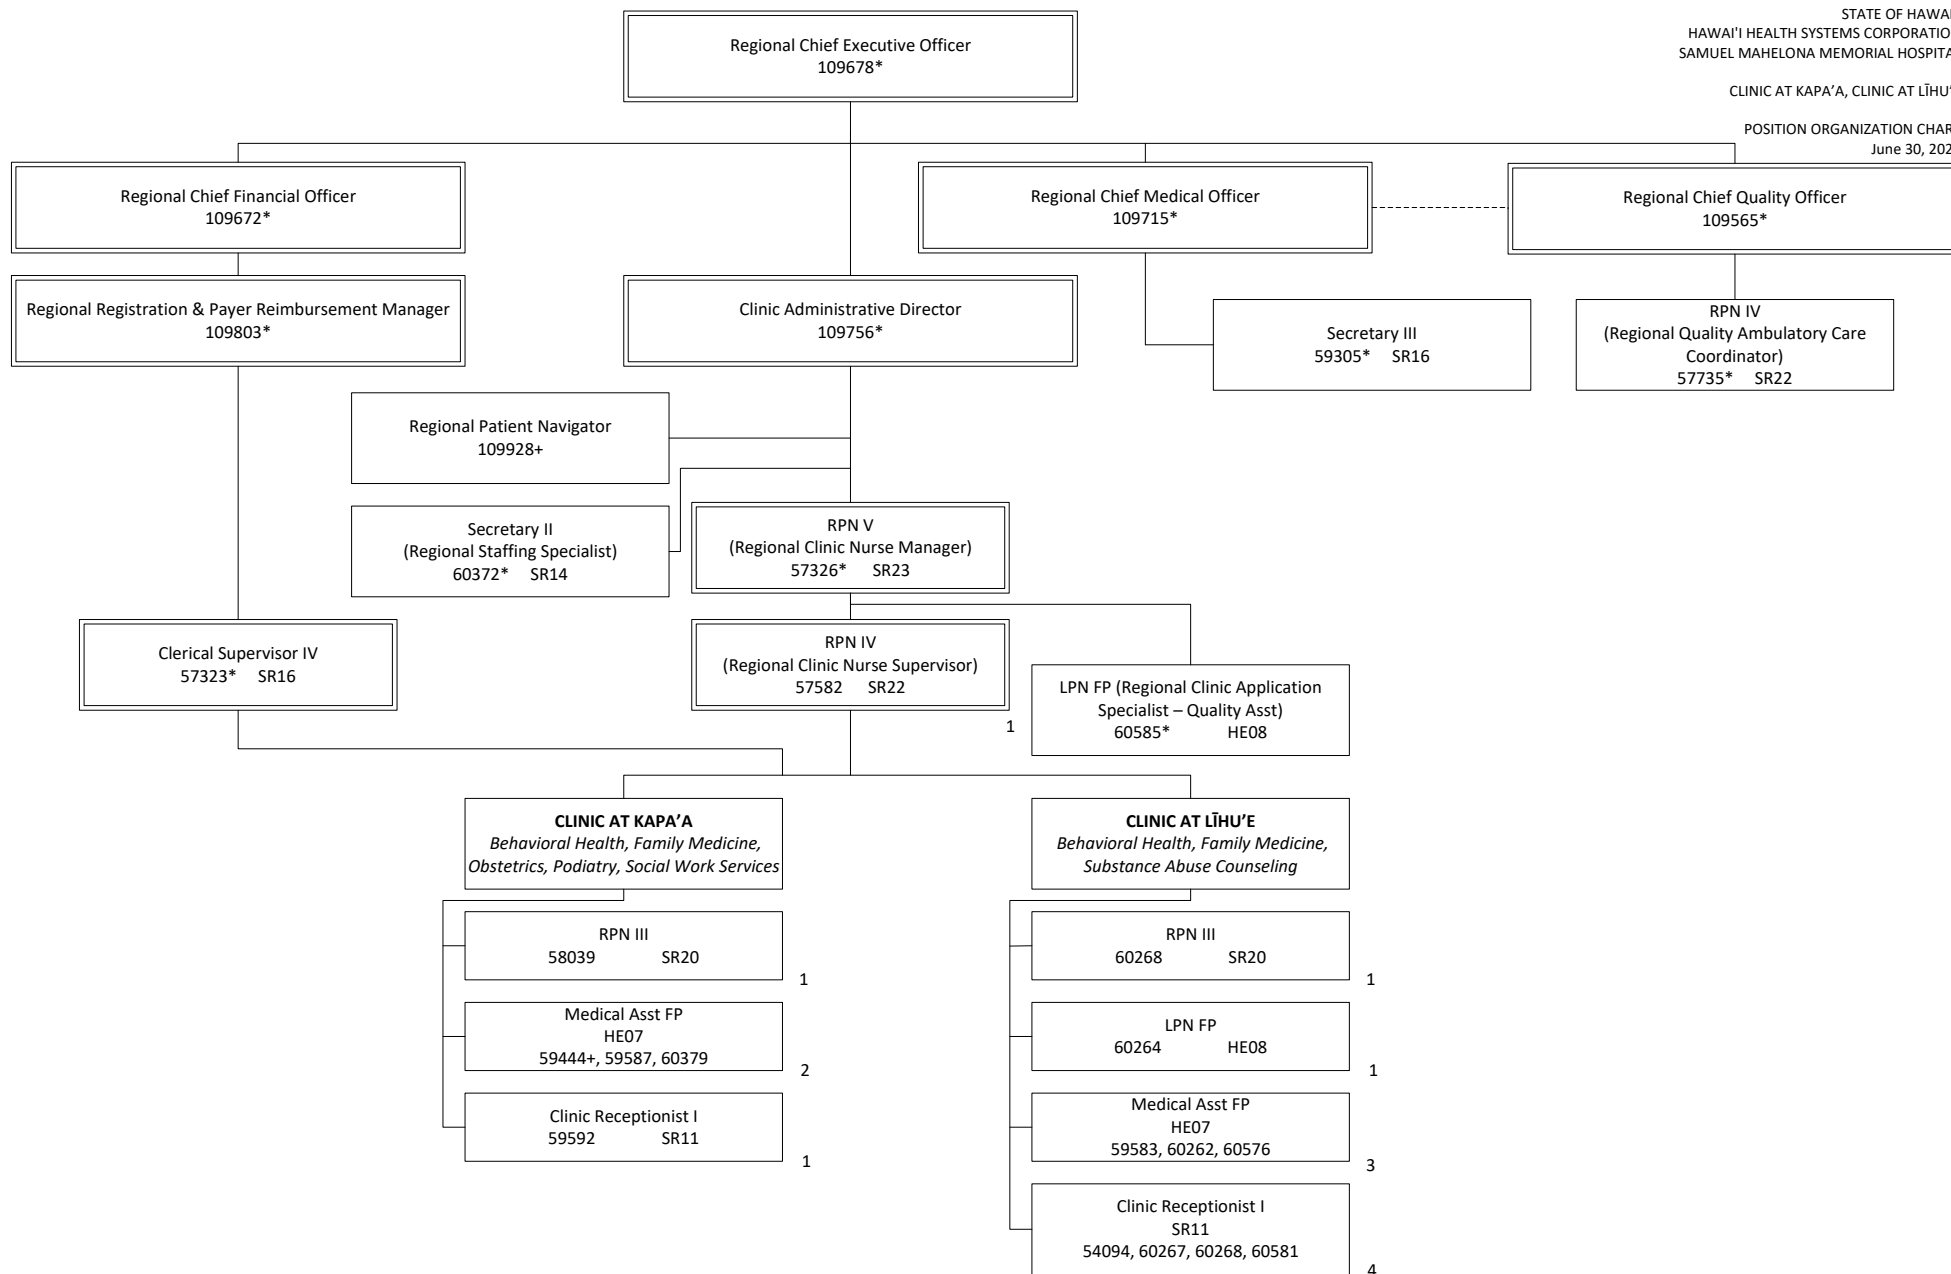 STATE OF HAWAI
HAWAI'I HEALTH SYSTEMS CORPORATIO
SAMUEL MAHELONA MEMORIAL HOSPITA
CLINIC AT KAPA’A, CLINIC AT LĪHU’
POSITION ORGANIZATION CHAR
June 30, 202
Regional Chief Executive Officer
109678*
Regional Chief Financial Officer
109672*
Regional Chief Medical Officer
109715*
Regional Chief Quality Officer
109565*
Regional Registration & Payer Reimbursement Manager
109803*
Clinic Administrative Director
109756*
Secretary III
59305* SR16
RPN IV
(Regional Quality Ambulatory Care
Coordinator)
57735* SR22
Regional Patient Navigator
109928+
Secretary II
(Regional Staffing Specialist)
60372* SR14
RPN V
(Regional Clinic Nurse Manager)
57326* SR23
Clerical Supervisor IV
57323* SR16
RPN IV
(Regional Clinic Nurse Supervisor)
57582 SR22
1
LPN FP (Regional Clinic Application
Specialist – Quality Asst)
60585* HE08
CLINIC AT KAPA’A
Behavioral Health, Family Medicine,
Obstetrics, Podiatry, Social Work Services
RPN III
58039 SR20
1
Medical Asst FP
HE07
59444+, 59587, 60379
2
Clinic Receptionist I
59592 SR11
1
CLINIC AT LĪHU’E
Behavioral Health, Family Medicine,
Substance Abuse Counseling
RPN III
60268 SR20
1
LPN FP
60264 HE08
1
Medical Asst FP
HE07
59583, 60262, 60576
3
Clinic Receptionist I
SR11
54094, 60267, 60268, 60581
4